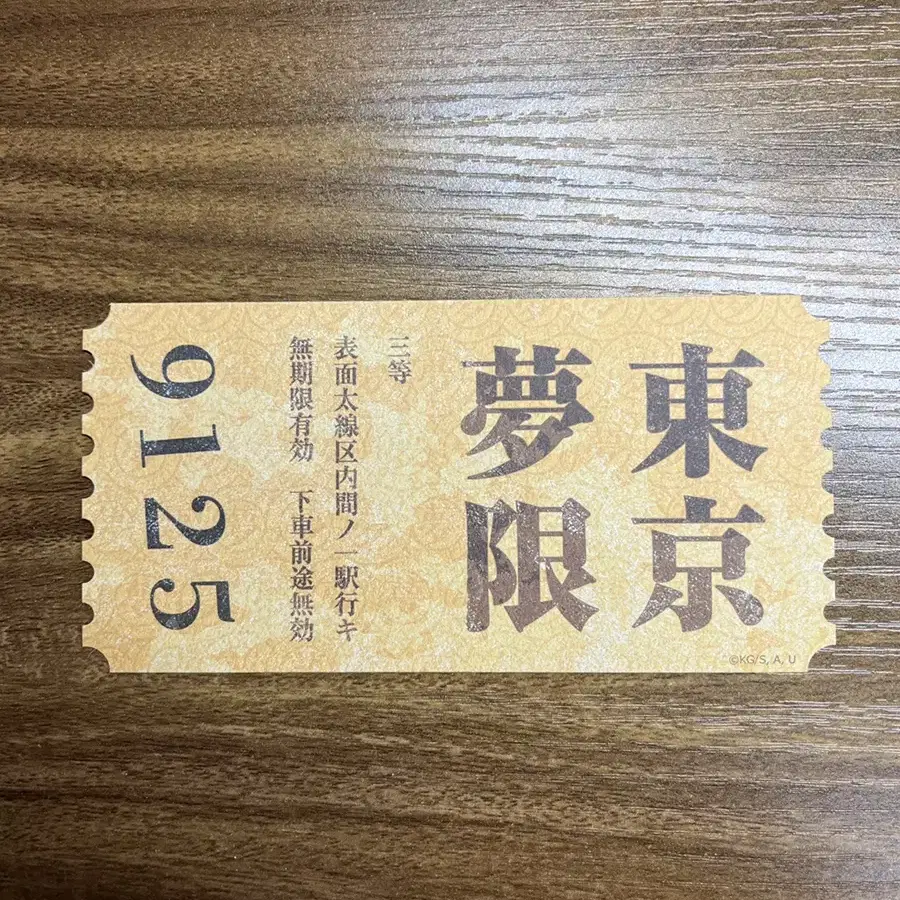 東京
夢限
三等
表面太線区内間ノ一駅行キ
無期限有効 下車前途無効
9125
©KG/S, A, U